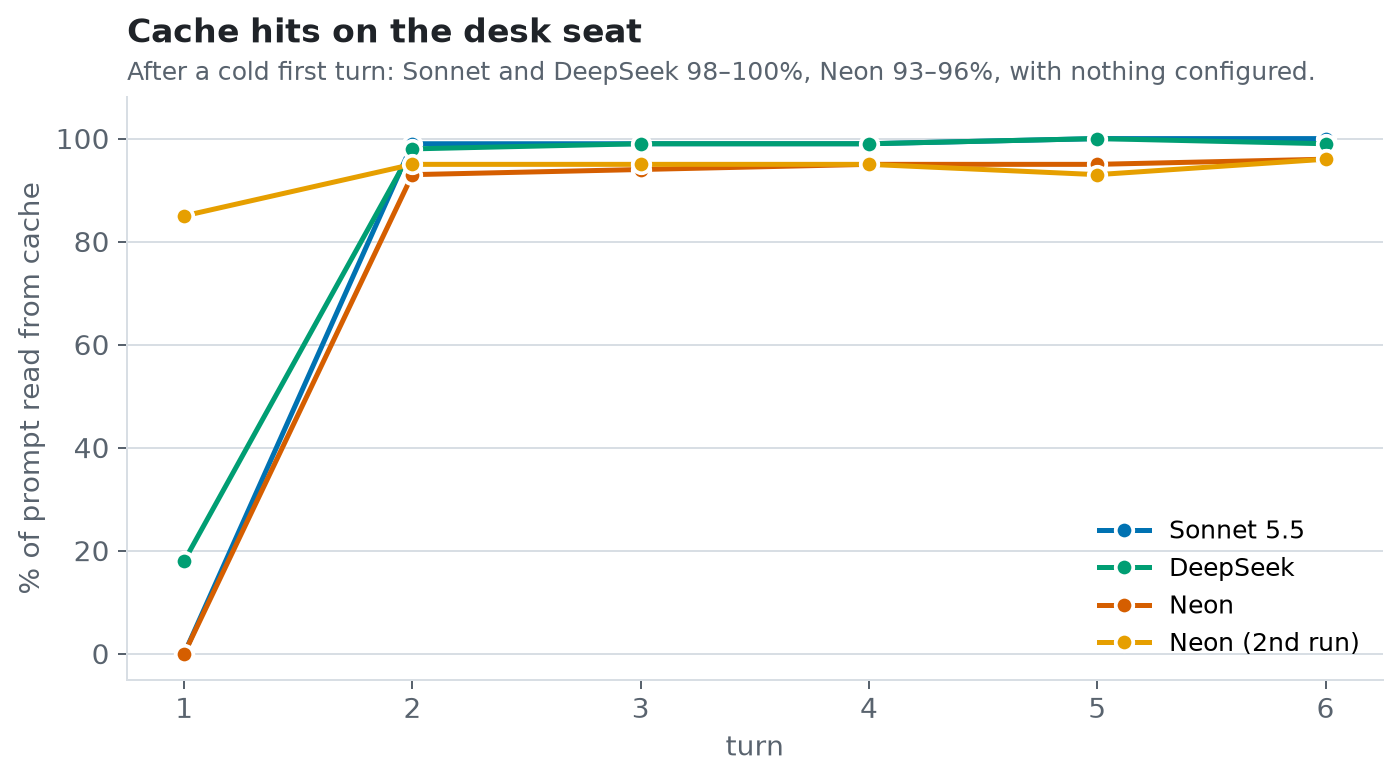 Cache hits on the desk seat
After a cold first turn: Sonnet and DeepSeek 98–100%, Neon 93–96%, with nothing configured.
% of prompt read from cache
100
80
60
40
20
0
Sonnet 5.5
DeepSeek
Neon
Neon (2nd run)
1 2 3 4 5 6
turn